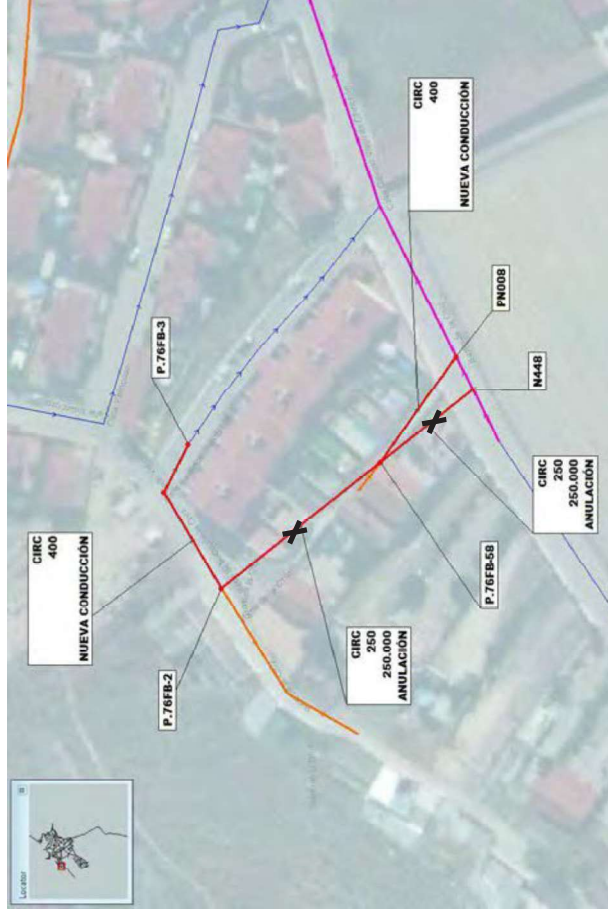 Locator
P.76FB-2
CIRC
400
NUEVA CONDUCCIÓN
P.76FB-3
CIRC
250
250.000
ANULACIÓN
P.76FB-58
CIRC
250
250.000
ANULACIÓN
N448
PN008
CIRC
400
NUEVA CONDUCCIÓN